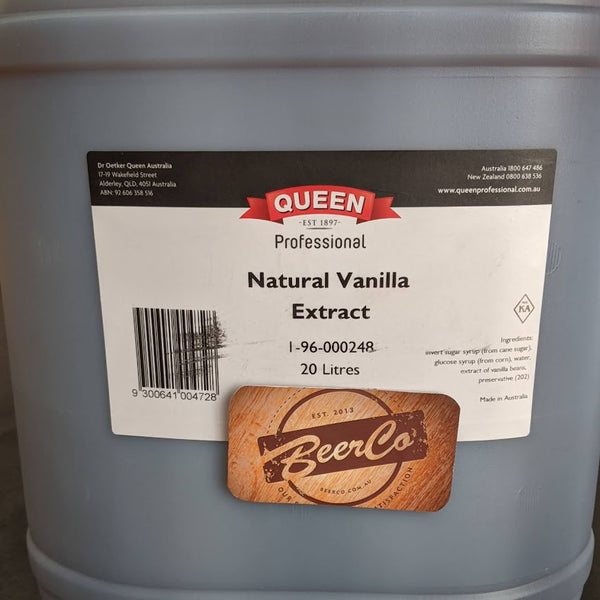 Dr Oetker Queen Australia
17-19 Wakefield Street
Alderley, QLD, 4051 Australia
ABN: 92 606 358 516
Australia 1800 647 486
New Zealand 0800 638 536
www.queenprofessional.com.au
QUEEN
·EST 1897·
Professional
Natural Vanilla
Extract
1-96-000248
20 Litres
9 300641 004728
KA
Ingredients:
invert sugar syrup (from cane sugar),
glucose syrup (from corn), water,
extract of vanilla beans,
preservative (202)
Made in Australia
EST. 2013
BeerCo
BEERCO.COM.AU
OUR
SATISFACTION